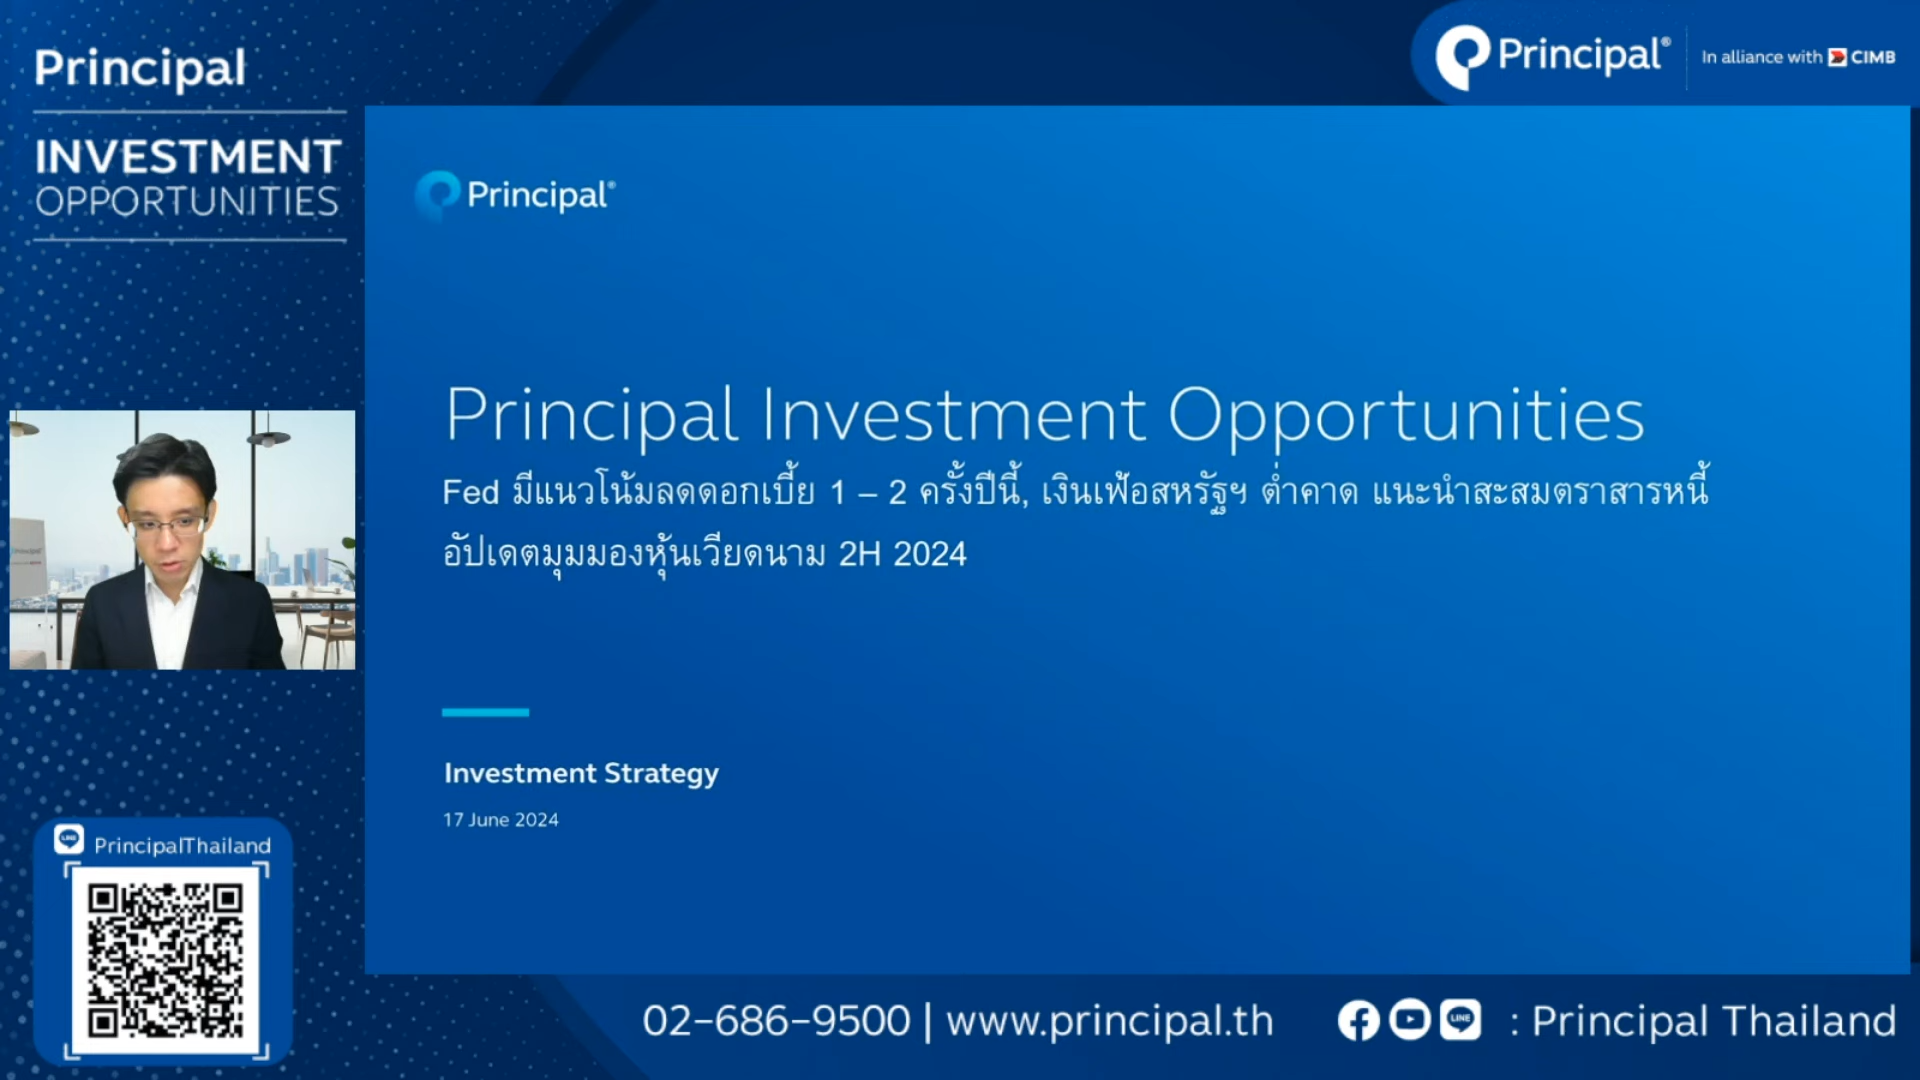 Principal
INVESTMENT
OPPORTUNITIES
Principal®
In alliance with CIMB
Principal®
Principal Investment Opportunities
Fed มีแนวโน้มลดดอกเบี้ย 1 – 2 ครั้งปีนี้, เงินเฟ้อสหรัฐฯ ต่ำคาด แนะนำสะสมตราสารหนี้
อัปเดตมุมมองหุ้นเวียดนาม 2H 2024
Investment Strategy
17 June 2024
LINE PrincipalThailand
02-686-9500 | www.principal.th
LINE : Principal Thailand